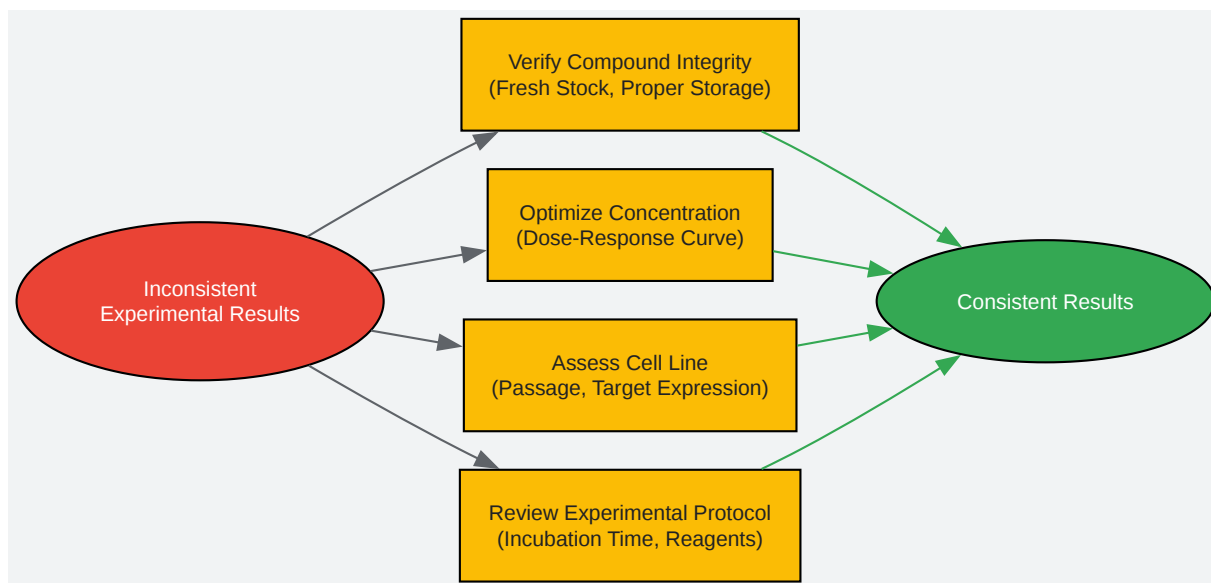 Verify Compound Integrity
(Fresh Stock, Proper Storage)
Optimize Concentration
(Dose-Response Curve)
Inconsistent
Experimental Results
Consistent Results
Assess Cell Line
(Passage, Target Expression)
Review Experimental Protocol
(Incubation Time, Reagents)